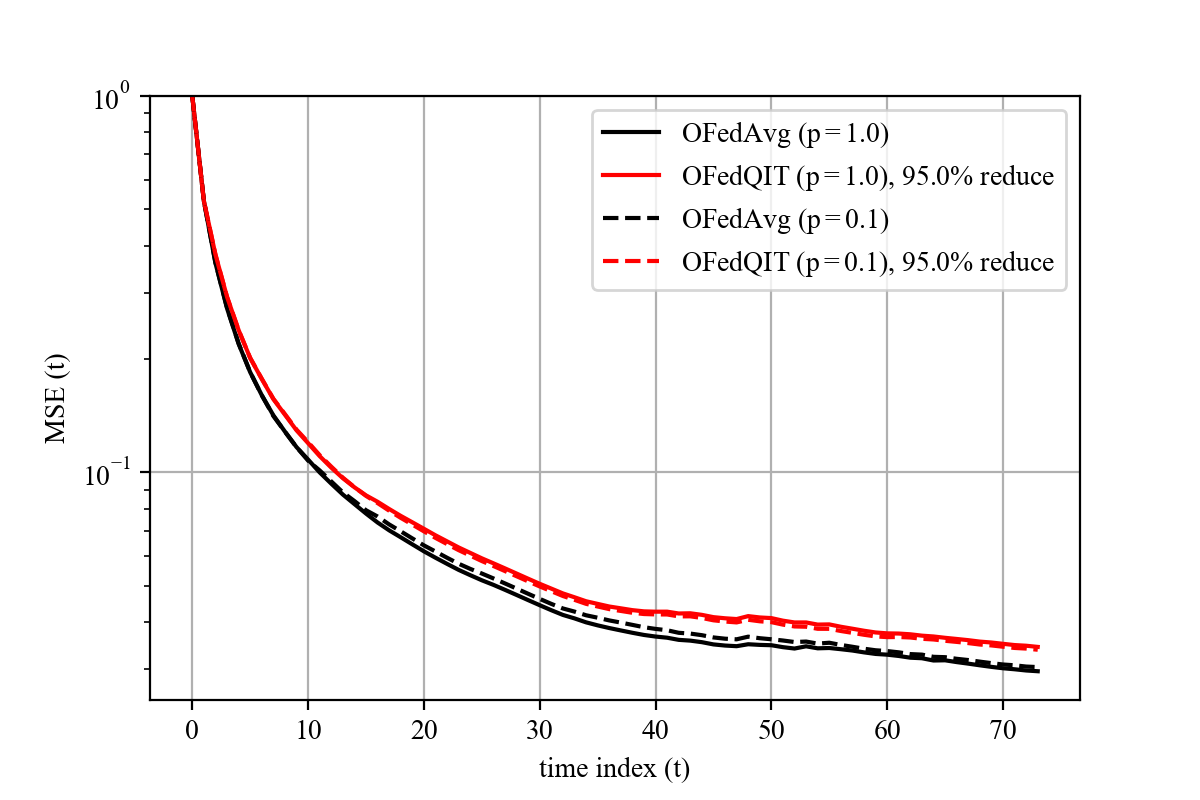 10^0
OFedAvg (p = 1.0)
OFedQIT (p = 1.0), 95.0% reduce
OFedAvg (p = 0.1)
OFedQIT (p = 0.1), 95.0% reduce
MSE (t)
10^−1
0 10 20 30 40 50 60 70
time index (t)